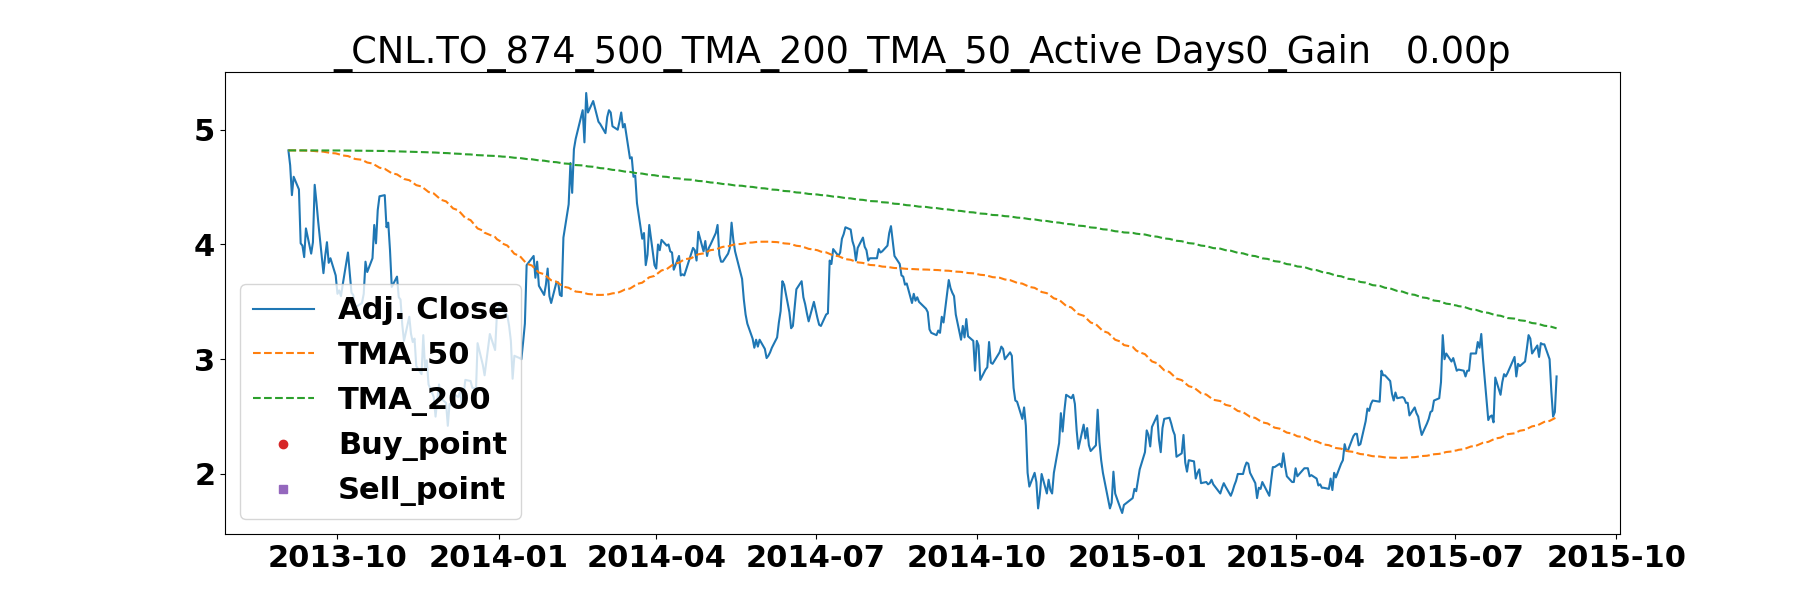 _CNL.TO_874_500_TMA_200_TMA_50_Active Days0_Gain   0.00p
5
4
3
2
Adj. Close
TMA_50
TMA_200
Buy_point
Sell_point
2013-10 2014-01 2014-04 2014-07 2014-10 2015-01 2015-04 2015-07 2015-10